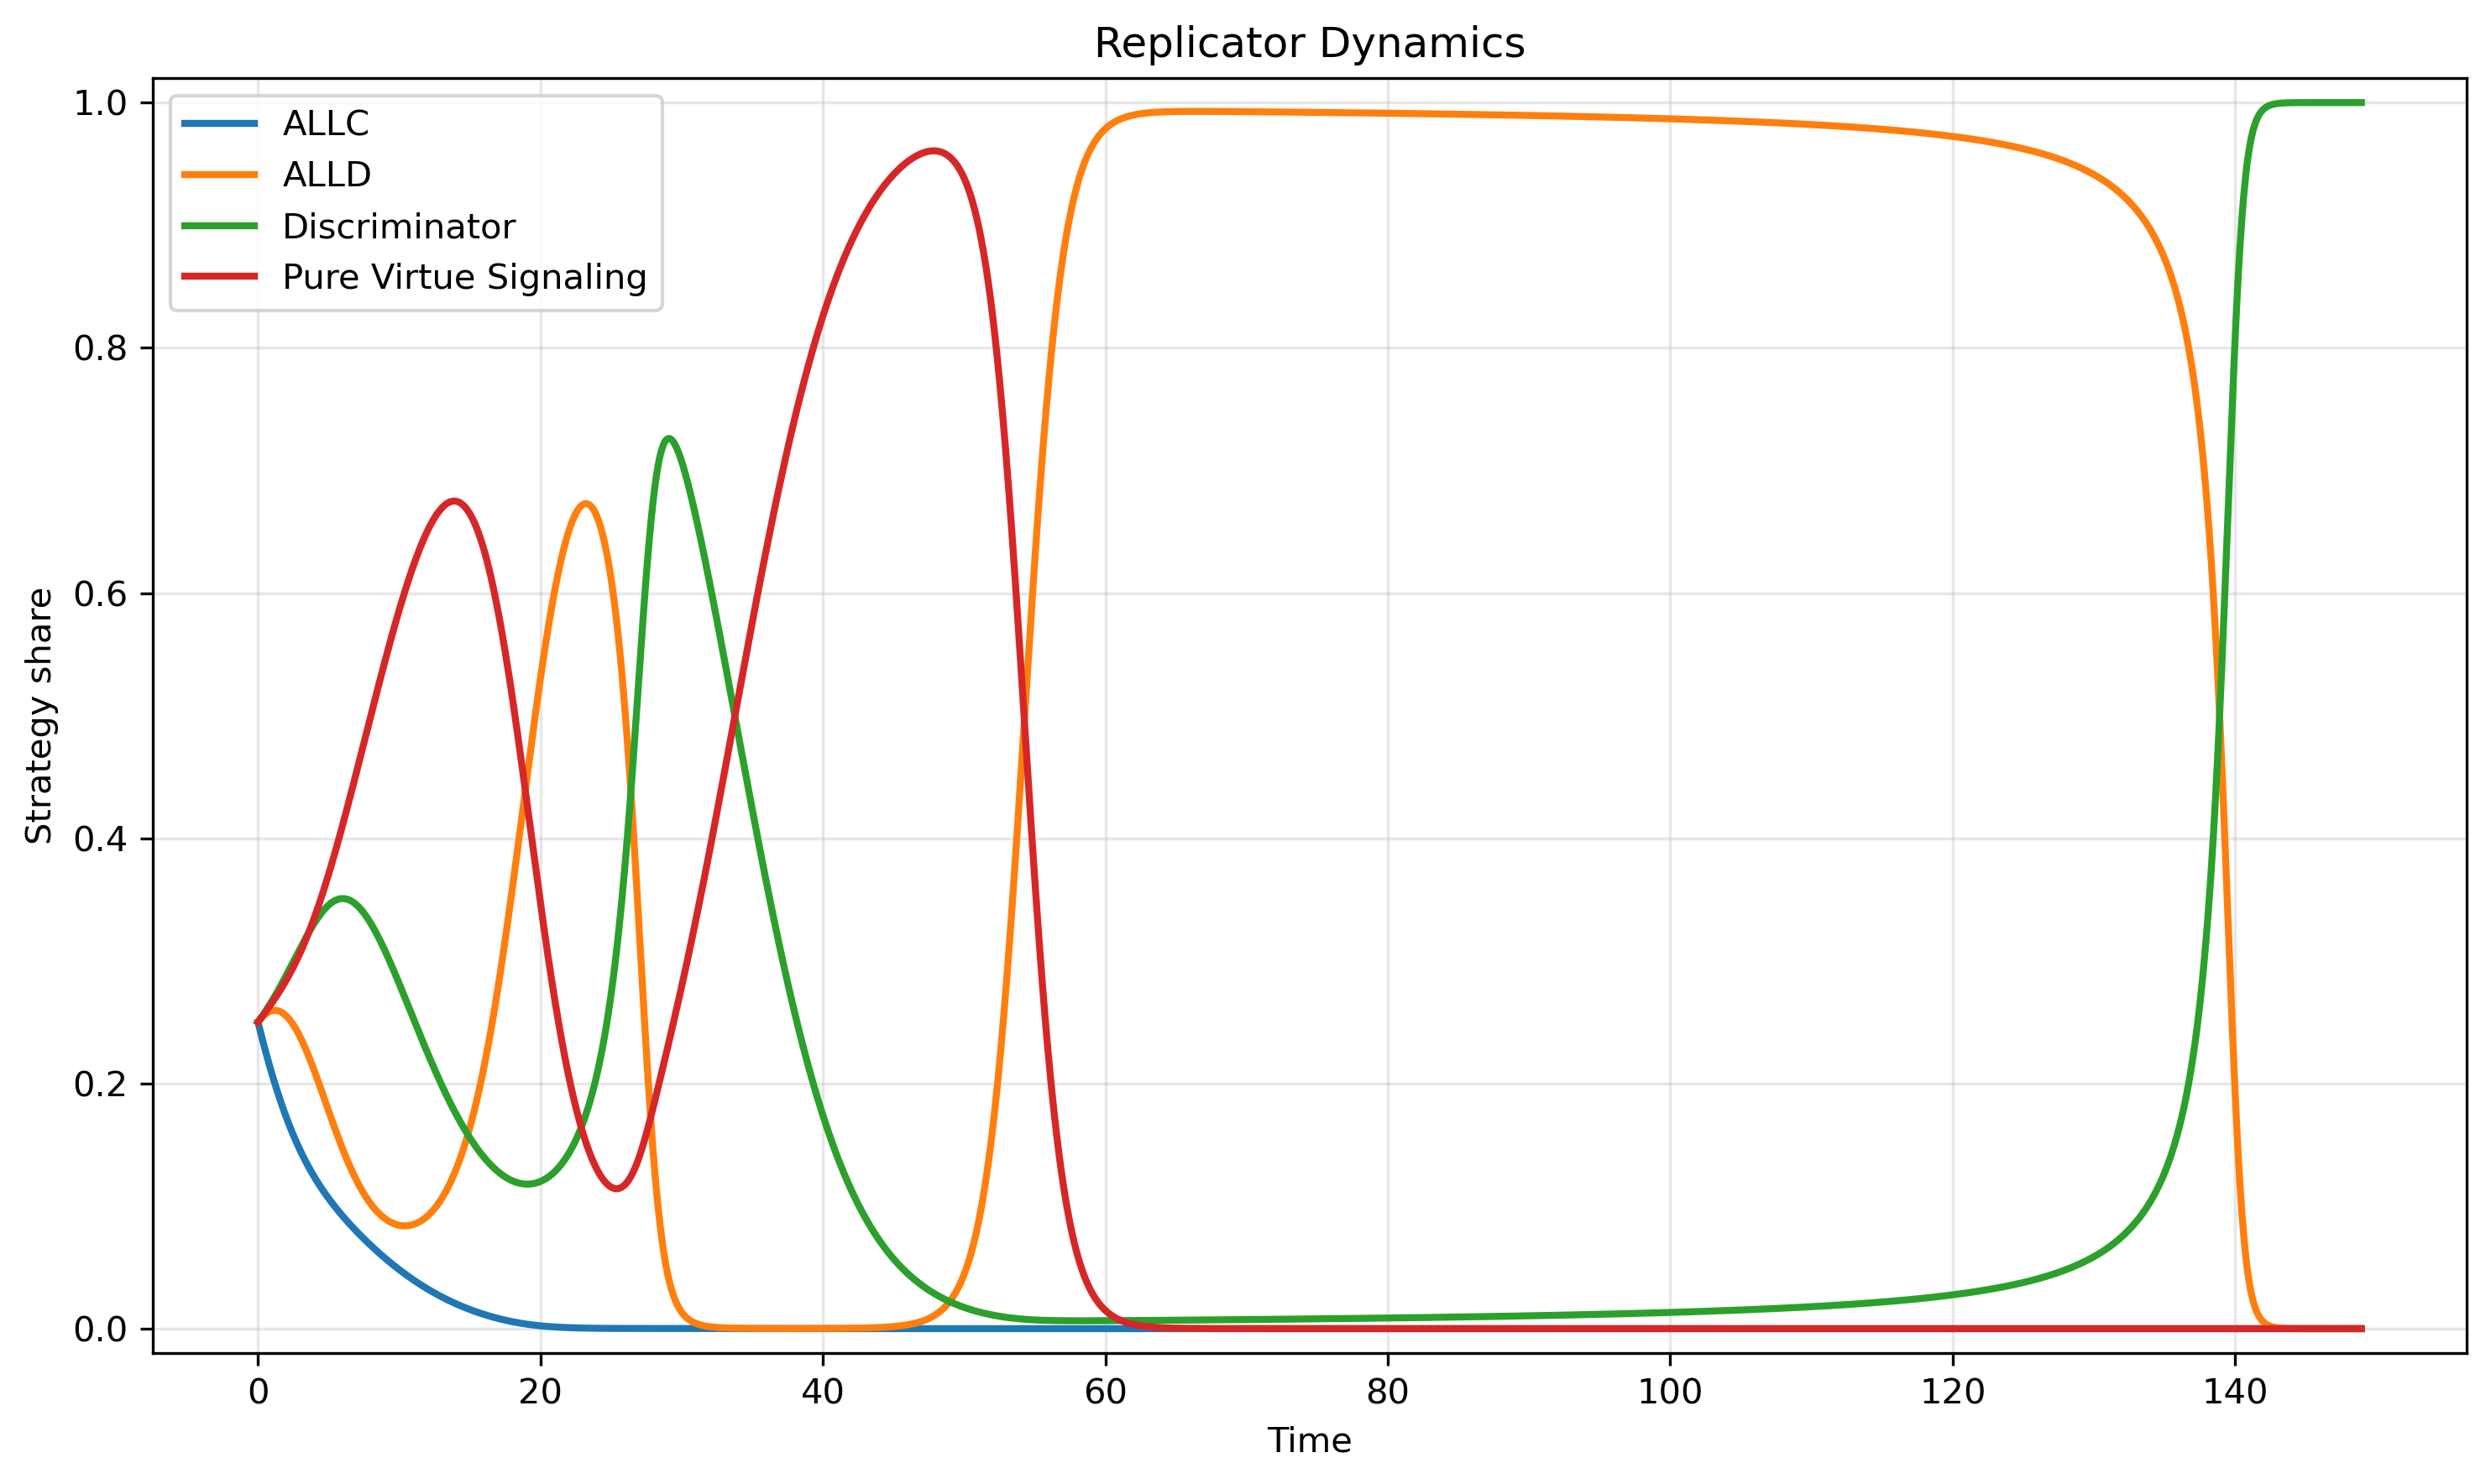 Replicator Dynamics
ALLC
ALLD
Discriminator
Pure Virtue Signaling
Strategy share
1.0
0.8
0.6
0.4
0.2
0.0
0 20 40 60 80 100 120 140
Time